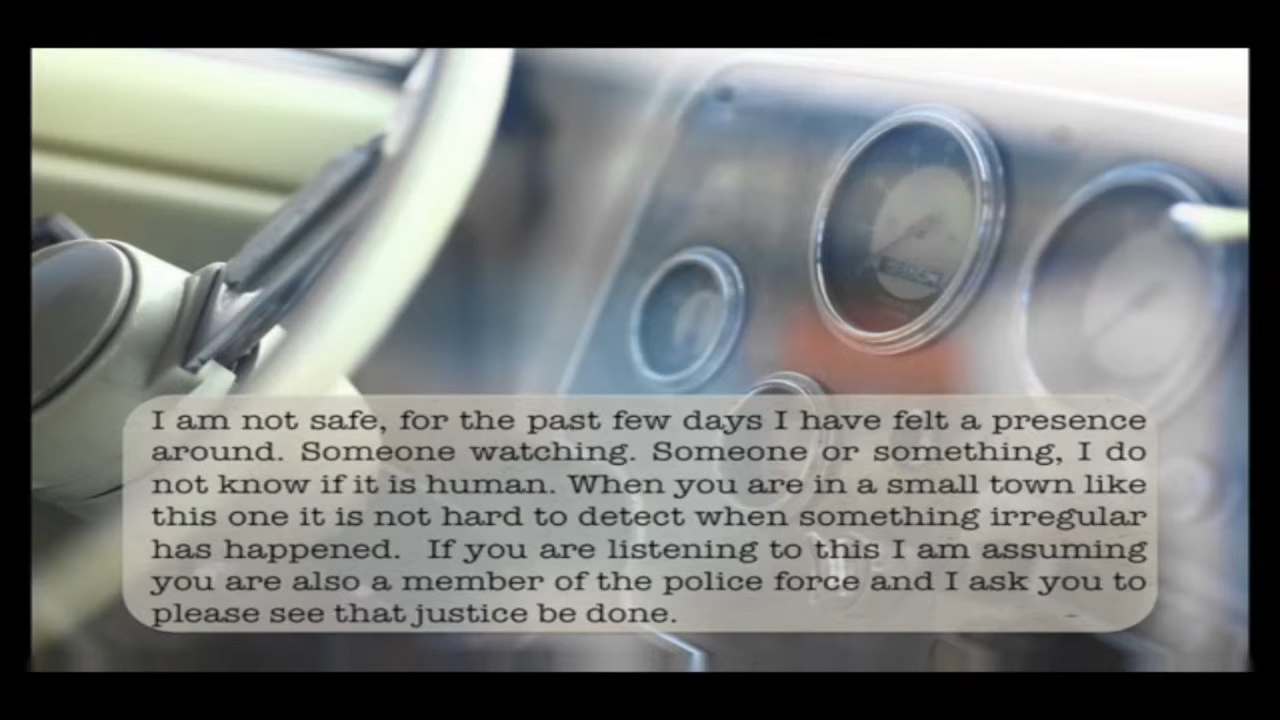 I am not safe, for the past few days I have felt a presence
around. Someone watching. Someone or something, I do
not know if it is human. When you are in a small town like
this one it is not hard to detect when something irregular
has happened.  If you are listening to this I am assuming
you are also a member of the police force and I ask you to
please see that justice be done.